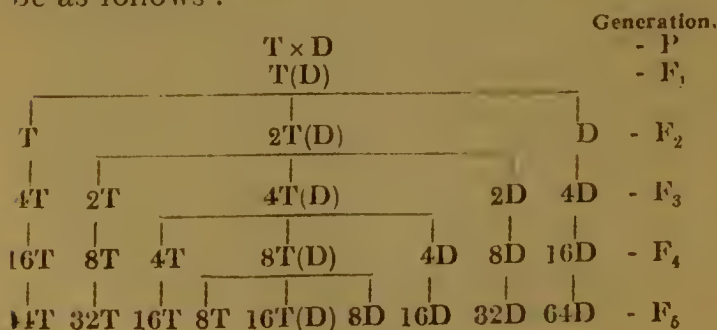 be as follows :
Generation.
T × D - P
T(D) - F₁
T 2T(D) D - F₂
4T 2T 4T(D) 2D 4D - F₃
16T 8T 4T 8T(D) 4D 8D 16D - F₄
32T 16T 8T 16T(D) 8D 16D 32D 64D - F₅